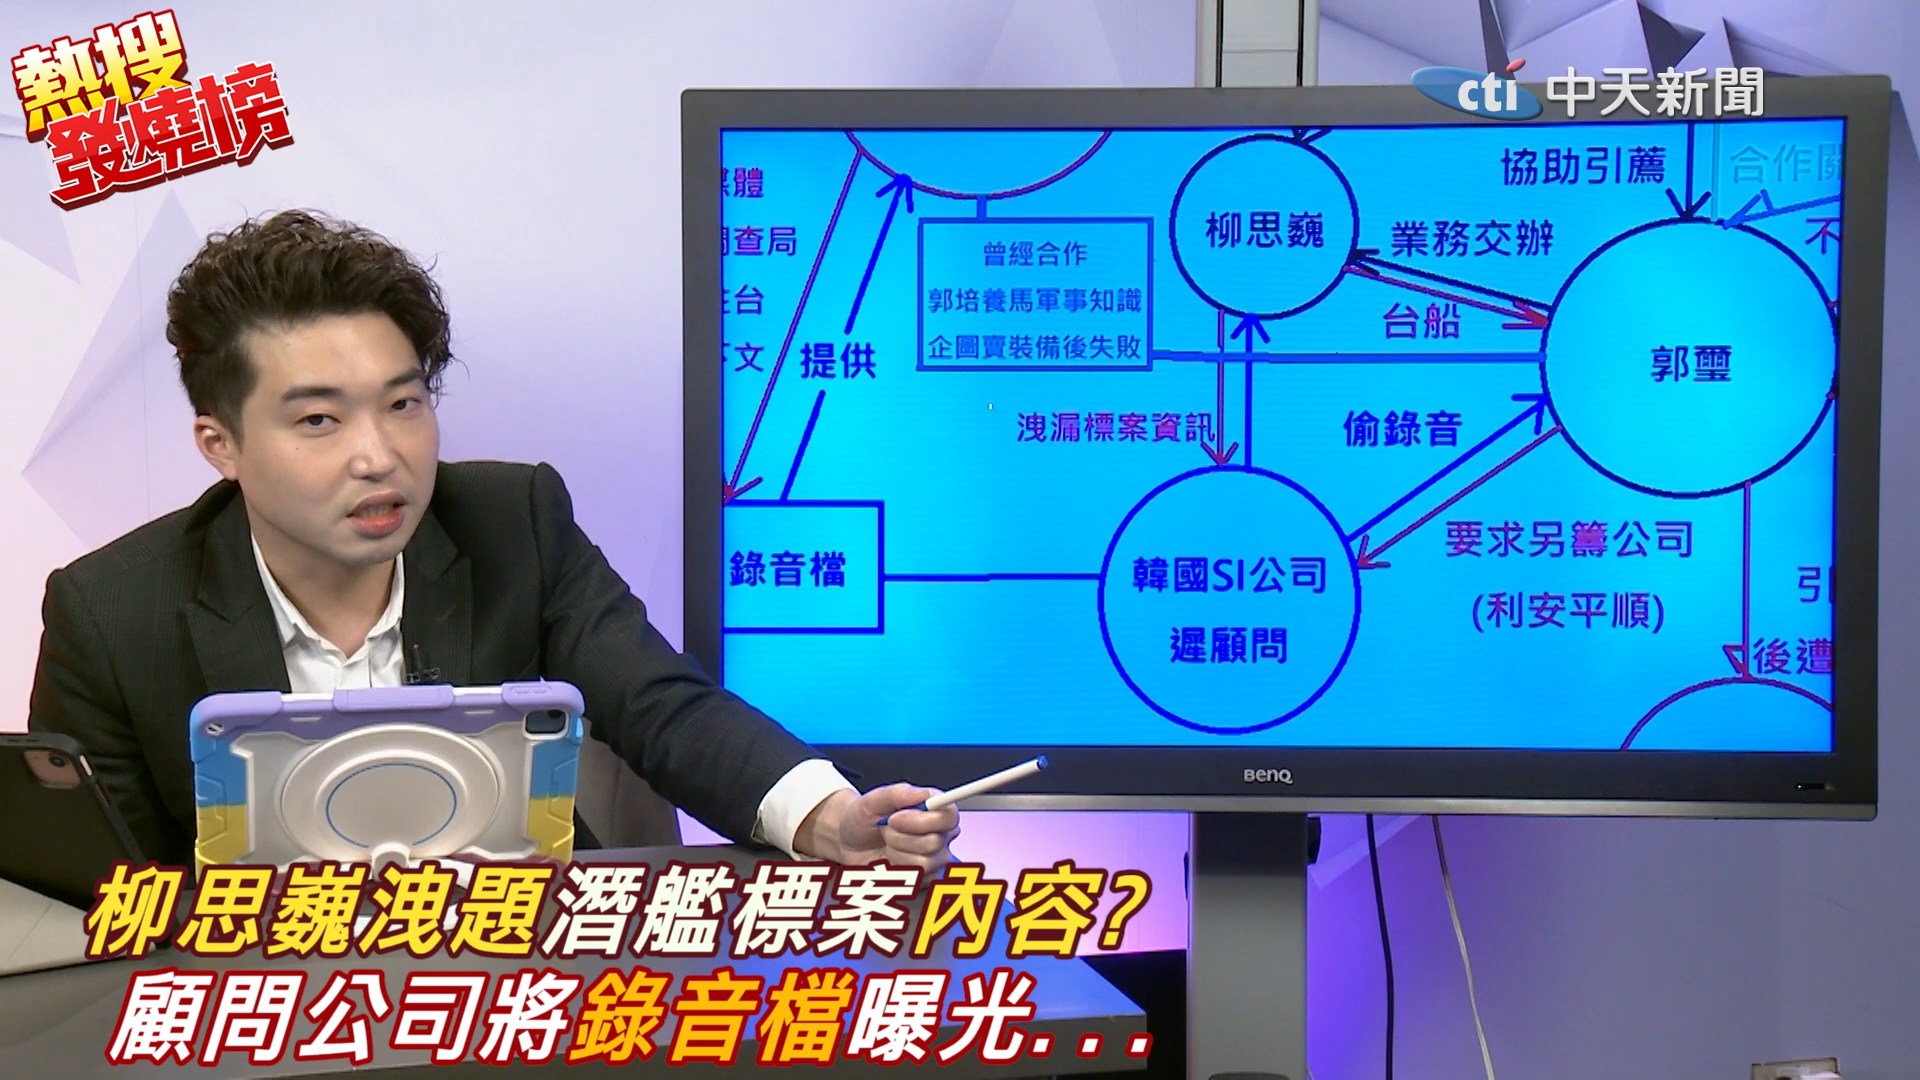 熱搜
發燒榜
cti 中天新聞
協助引薦
體
查局
台
文
提供
曾經合作
郭培養馬軍事知識
企圖賣裝備後失敗
柳思巍
業務交辦
台船
郭璽
洩漏標案資訊
偷錄音
錄音檔
韓國SI公司
遲顧問
要求另籌公司
(利安平順)
合作
不
引
後遭
BenQ
柳思巍洩題潛艦標案內容?
顧問公司將錄音檔曝光...